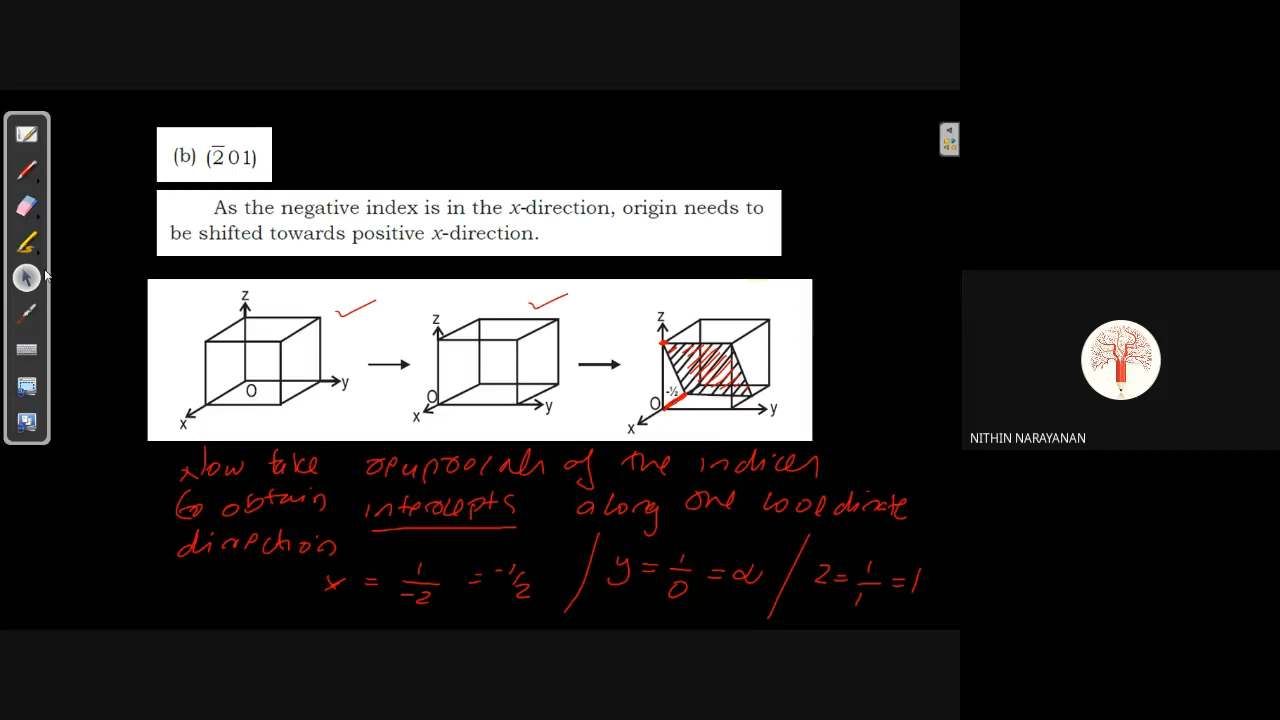 (b) (2̅ 0 1)
As the negative index is in the x-direction, origin needs to
be shifted towards positive x-direction.
z
O
y
x
z
O
y
x
z
-½
O
y
x
Now take reciprocals of the indices
to obtain intercepts along the coordinate
direction
x = 1/-2 = -1/2 / y = 1/0 = ∝ / z = 1/1 = 1
NITHIN NARAYANAN